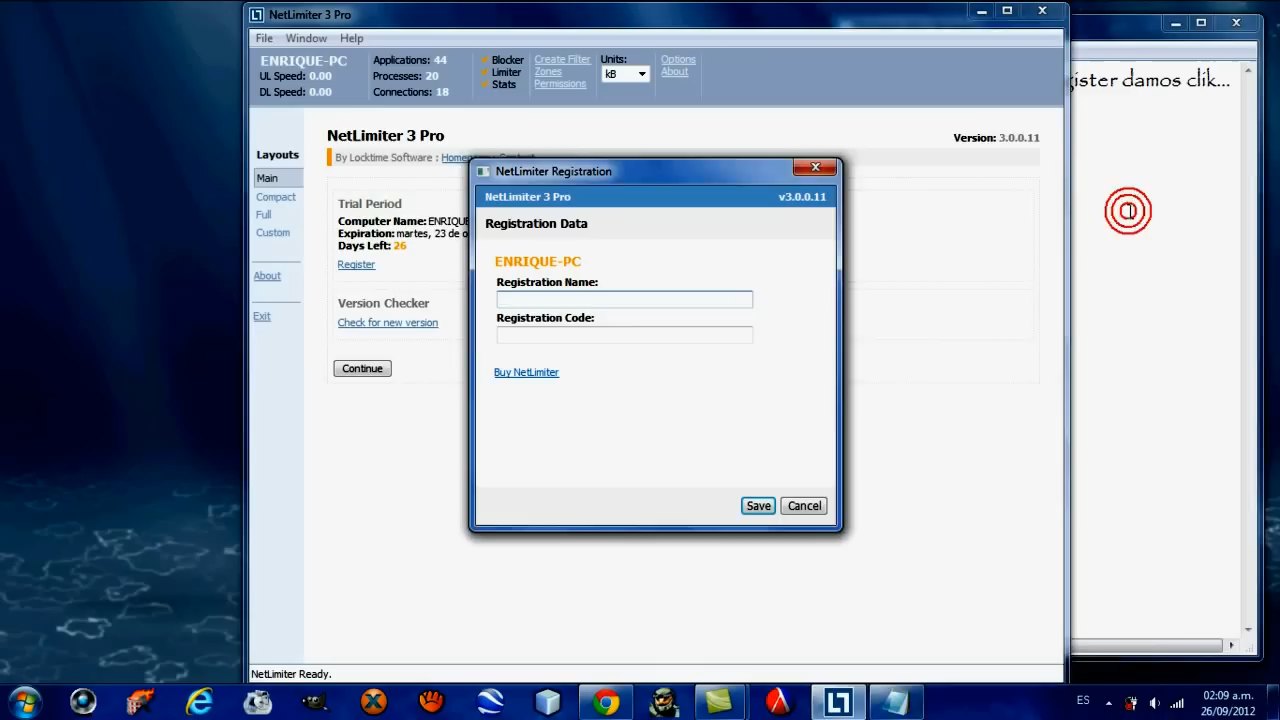 NetLimiter 3 Pro
File Window Help
ENRIQUE-PC
UL Speed: 0.00
DL Speed: 0.00
Applications: 44
Processes: 20
Connections: 18
Blocker
Limiter
Stats
Create Filter
Zones
Permissions
Units:
kB
Options
About
gister damos clik...
Layouts
Main
Compact
Full
Custom
About
Exit
NetLimiter 3 Pro
Version: 3.0.0.11
By Locktime Software :
Trial Period
Computer Name: ENRIQUE
Expiration: martes, 23 de o
Days Left: 26
Register
Version Checker
Check for new version
Continue
NetLimiter Registration
NetLimiter 3 Pro v3.0.0.11
Registration Data
ENRIQUE-PC
Registration Name:
Registration Code:
Buy NetLimiter
Save Cancel
NetLimiter Ready.
ES
02:09 a.m.
26/09/2012